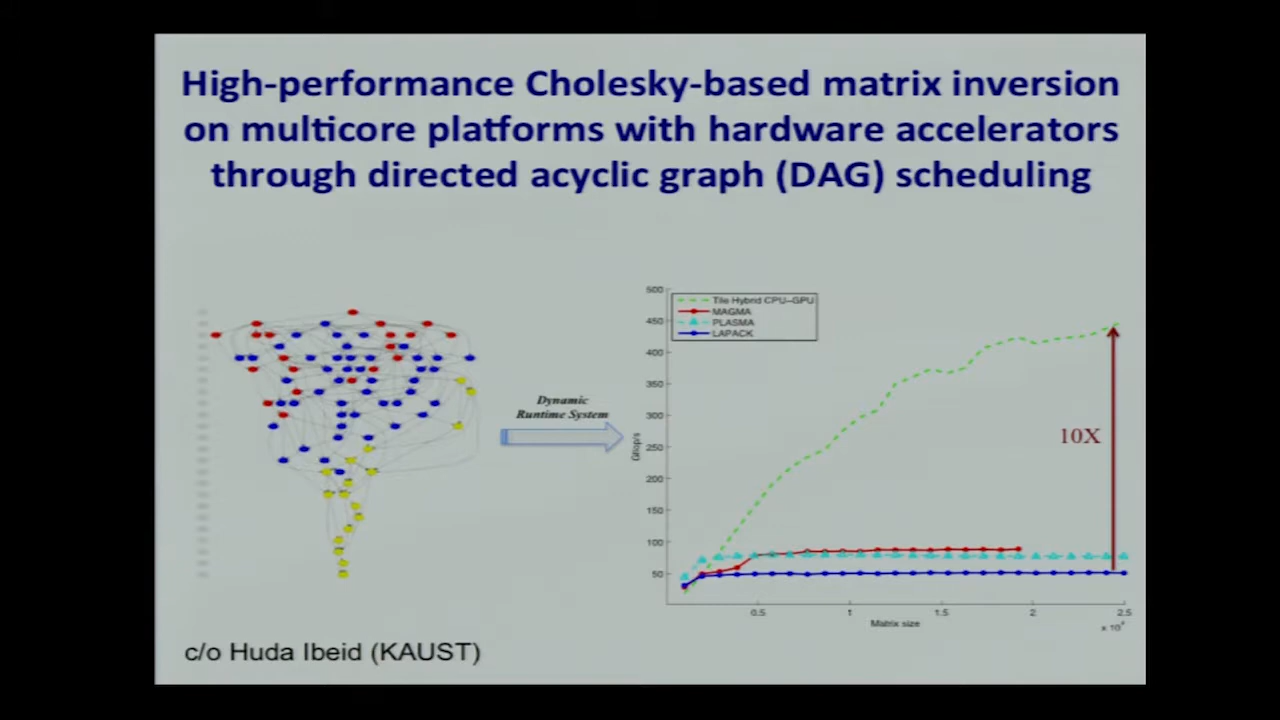 High-performance Cholesky-based matrix inversion
on multicore platforms with hardware accelerators
through directed acyclic graph (DAG) scheduling
Dynamic
Runtime System
500
450
400
350
300
250
200
150
100
50
Gflop/s
Tile Hybrid CPU-GPU
MAGMA
PLASMA
LAPACK
10X
0.5
1
1.5
2
2.5
Matrix size
x 10⁴
c/o Huda Ibeid (KAUST)